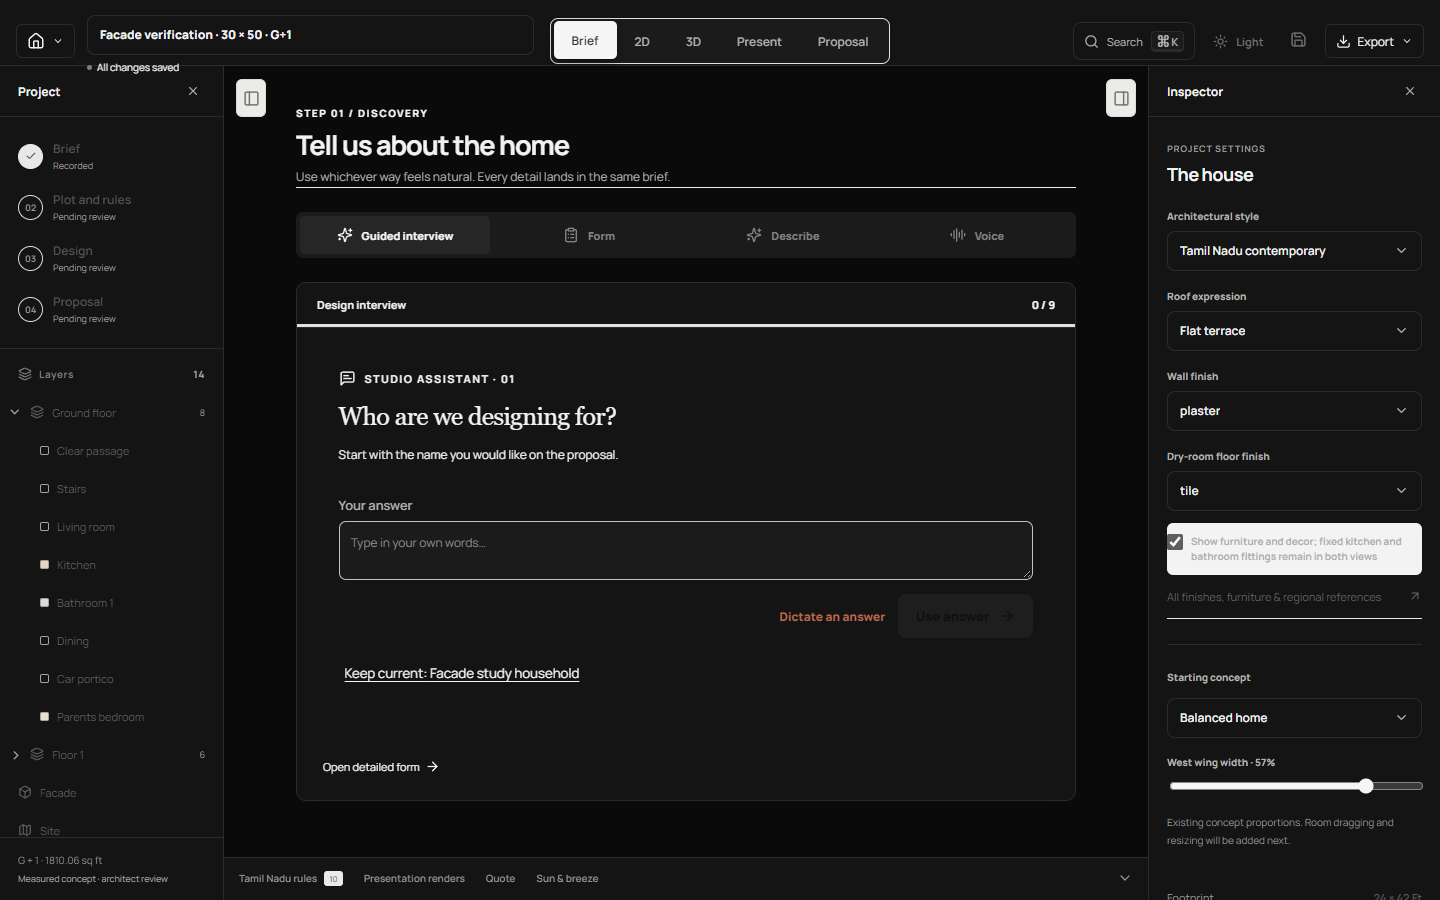 Facade verification · 30 × 50 · G+1
All changes saved
Brief
2D
3D
Present
Proposal
Search
⌘K
Light
Export
Project
Brief
Recorded
02
Plot and rules
Pending review
03
Design
Pending review
04
Proposal
Pending review
Layers
14
Ground floor
8
Clear passage
Stairs
Living room
Kitchen
Bathroom 1
Dining
Car portico
Parents bedroom
Floor 1
6
Facade
Site
G + 1 · 1810.06 sq ft
Measured concept · architect review
STEP 01 / DISCOVERY
Tell us about the home
Use whichever way feels natural. Every detail lands in the same brief.
Guided interview
Form
Describe
Voice
Design interview
0 / 9
STUDIO ASSISTANT · 01
Who are we designing for?
Start with the name you would like on the proposal.
Your answer
Type in your own words...
Dictate an answer
Use answer
Keep current: Facade study household
Open detailed form
Tamil Nadu rules
10
Presentation renders
Quote
Sun & breeze
Inspector
PROJECT SETTINGS
The house
Architectural style
Tamil Nadu contemporary
Roof expression
Flat terrace
Wall finish
plaster
Dry-room floor finish
tile
Show furniture and decor; fixed kitchen and
bathroom fittings remain in both views
All finishes, furniture & regional references
Starting concept
Balanced home
West wing width · 57%
Existing concept proportions. Room dragging and
resizing will be added next.
Footprint
24 × 42 Ft